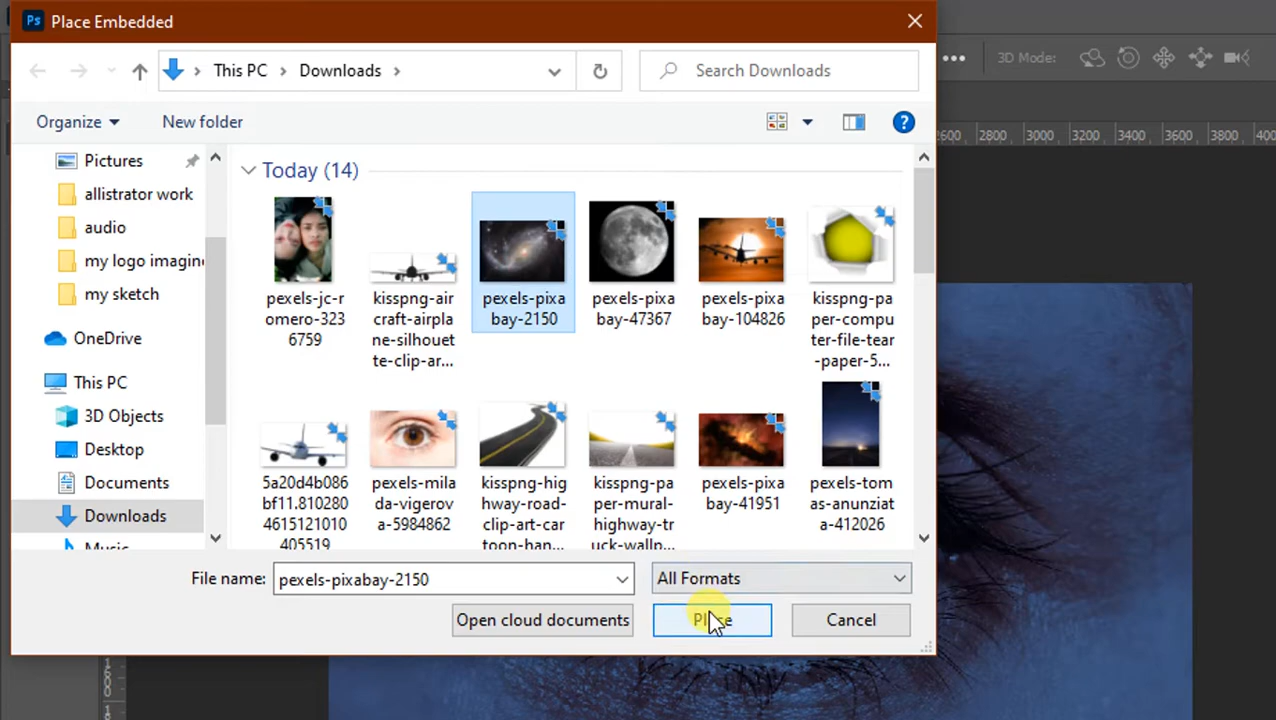 Ps Place Embedded
3D Mode:
This PC > Downloads >
Search Downloads
Organize
New folder
2600 2800 3000 3200 3400 3600 3800 400
Pictures
allistrator work
audio
my logo imagin
my sketch
OneDrive
This PC
3D Objects
Desktop
Documents
Downloads
Music
Today (14)
pexels-jc-r
omero-323
6759
kisspng-air
craft-airpla
ne-silhouet
te-clip-ar...
pexels-pixa
bay-2150
pexels-pixa
bay-47367
pexels-pixa
bay-104826
kisspng-pa
per-compu
ter-file-tear
-paper-5...
5a20d4b086
bf11.810280
4615121010
405519
pexels-mila
da-vigerov
a-5984862
kisspng-hig
hway-road-
clip-art-car
toon-han
kisspng-pa
per-mural-
highway-tr
uck-wallp
pexels-pixa
bay-41951
pexels-tom
as-anunziat
a-412026
File name: pexels-pixabay-2150
All Formats
Open cloud documents
Place
Cancel